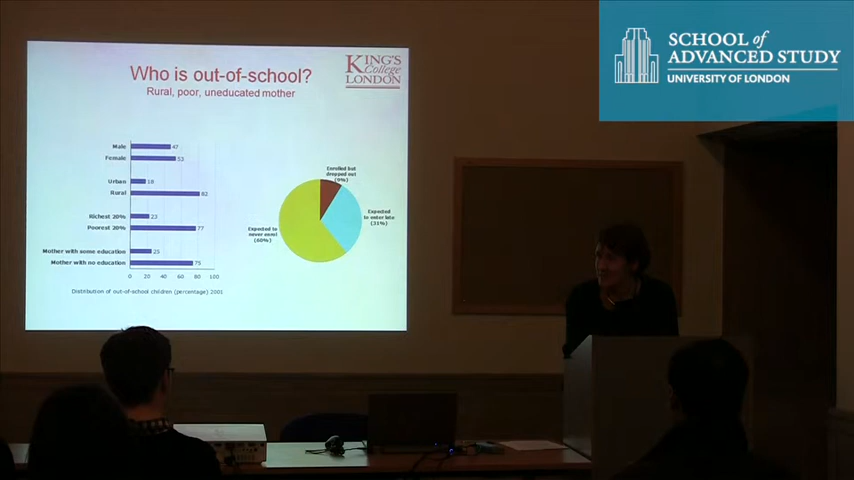 Who is out-of-school?
Rural, poor, uneducated mother
KING'S
College
LONDON
SCHOOL of
ADVANCED STUDY
UNIVERSITY OF LONDON
Male 47
Female 53
Urban 18
Rural 82
Richest 20% 23
Poorest 20% 77
Mother with some education 25
Mother with no education 75
0 20 40 60 80 100
Distribution of out-of-school children (percentage) 2001
Enrolled but
dropped out
(9%)
Expected
to enter late
(31%)
Expected to
never enrol
(60%)